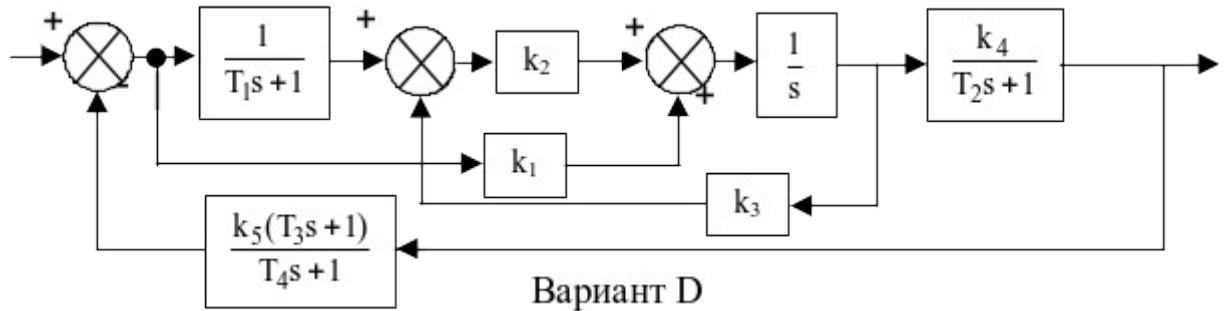 + + + +
-
1
T₁s+1
k₂
1
s
k₄
T₂s+1
k₁
k₃
k₅(T₃s+1)
T₄s+1
Вариант D